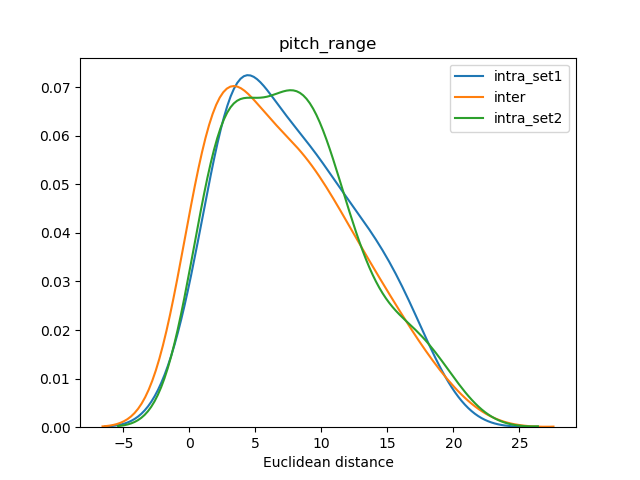 pitch_range
intra_set1
inter
intra_set2
0.07
0.06
0.05
0.04
0.03
0.02
0.01
0.00
−5 0 5 10 15 20 25
Euclidean distance